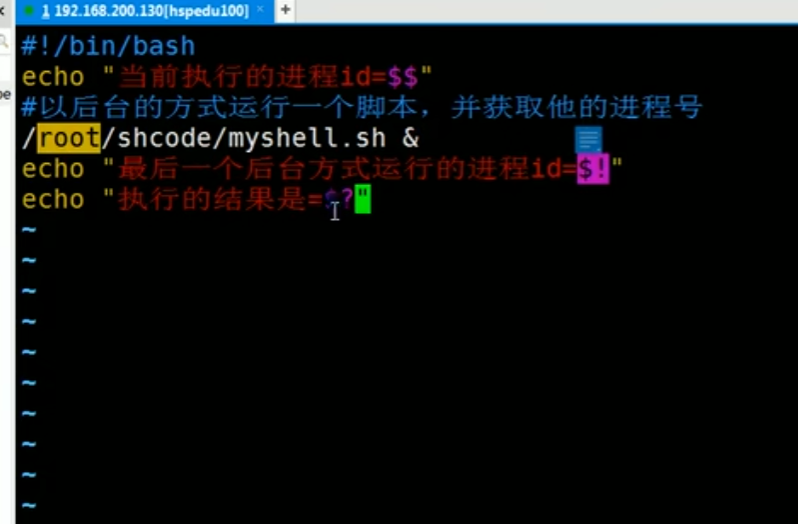 1 192.168.200.130[hspedu100] × +
#!/bin/bash
echo "当前执行的进程id=$$"
#以后台的方式运行一个脚本，并获取他的进程号
/root/shcode/myshell.sh &
echo "最后一个后台方式运行的进程id=$!"
echo "执行的结果是=$?"
~
~
~
~
~
~
~
~
~
~